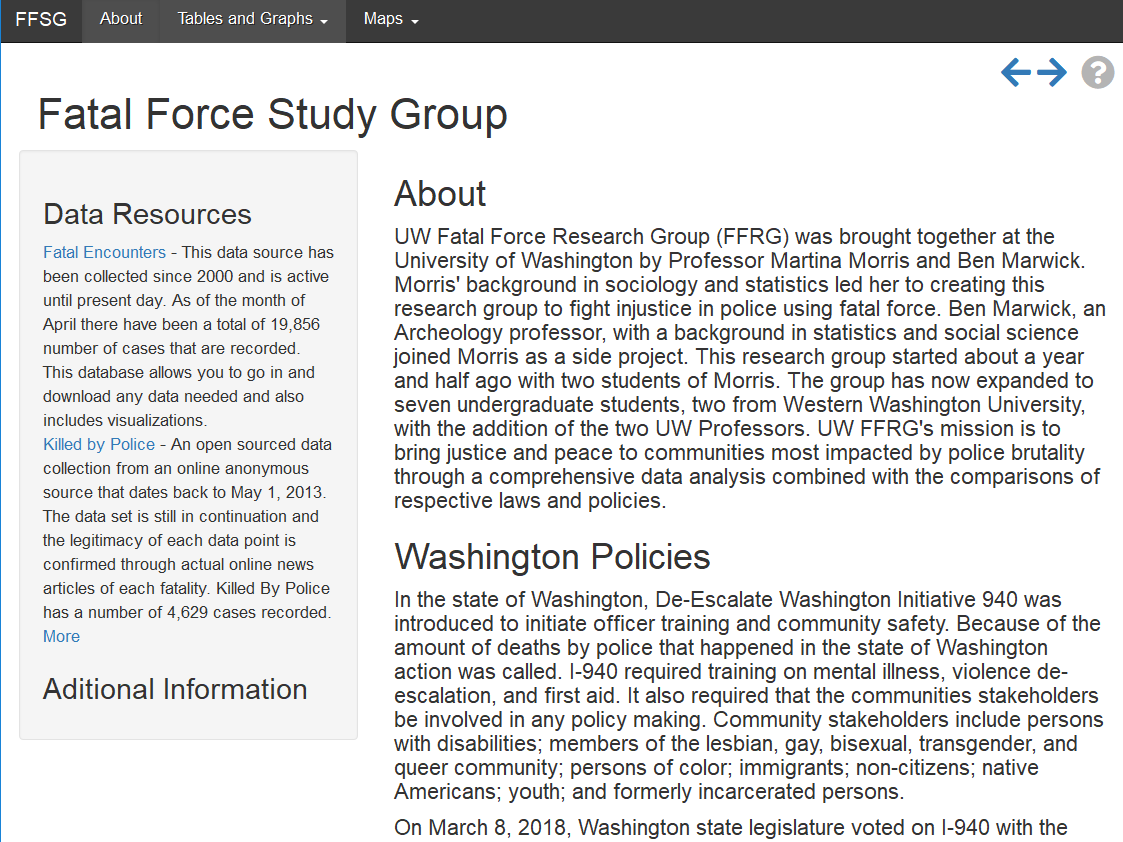 FFSG About Tables and Graphs Maps
?
Fatal Force Study Group
Data Resources
Fatal Encounters - This data source has
been collected since 2000 and is active
until present day. As of the month of
April there have been a total of 19,856
number of cases that are recorded.
This database allows you to go in and
download any data needed and also
includes visualizations.
Killed by Police - An open sourced data
collection from an online anonymous
source that dates back to May 1, 2013.
The data set is still in continuation and
the legitimacy of each data point is
confirmed through actual online news
articles of each fatality. Killed By Police
has a number of 4,629 cases recorded.
More
Aditional Information
About
UW Fatal Force Research Group (FFRG) was brought together at the
University of Washington by Professor Martina Morris and Ben Marwick.
Morris' background in sociology and statistics led her to creating this
research group to fight injustice in police using fatal force. Ben Marwick, an
Archeology professor, with a background in statistics and social science
joined Morris as a side project. This research group started about a year
and half ago with two students of Morris. The group has now expanded to
seven undergraduate students, two from Western Washington University,
with the addition of the two UW Professors. UW FFRG's mission is to
bring justice and peace to communities most impacted by police brutality
through a comprehensive data analysis combined with the comparisons of
respective laws and policies.
Washington Policies
In the state of Washington, De-Escalate Washington Initiative 940 was
introduced to initiate officer training and community safety. Because of the
amount of deaths by police that happened in the state of Washington
action was called. I-940 required training on mental illness, violence de-
escalation, and first aid. It also required that the communities stakeholders
be involved in any policy making. Community stakeholders include persons
with disabilities; members of the lesbian, gay, bisexual, transgender, and
queer community; persons of color; immigrants; non-citizens; native
Americans; youth; and formerly incarcerated persons.
On March 8, 2018, Washington state legislature voted on I-940 with the